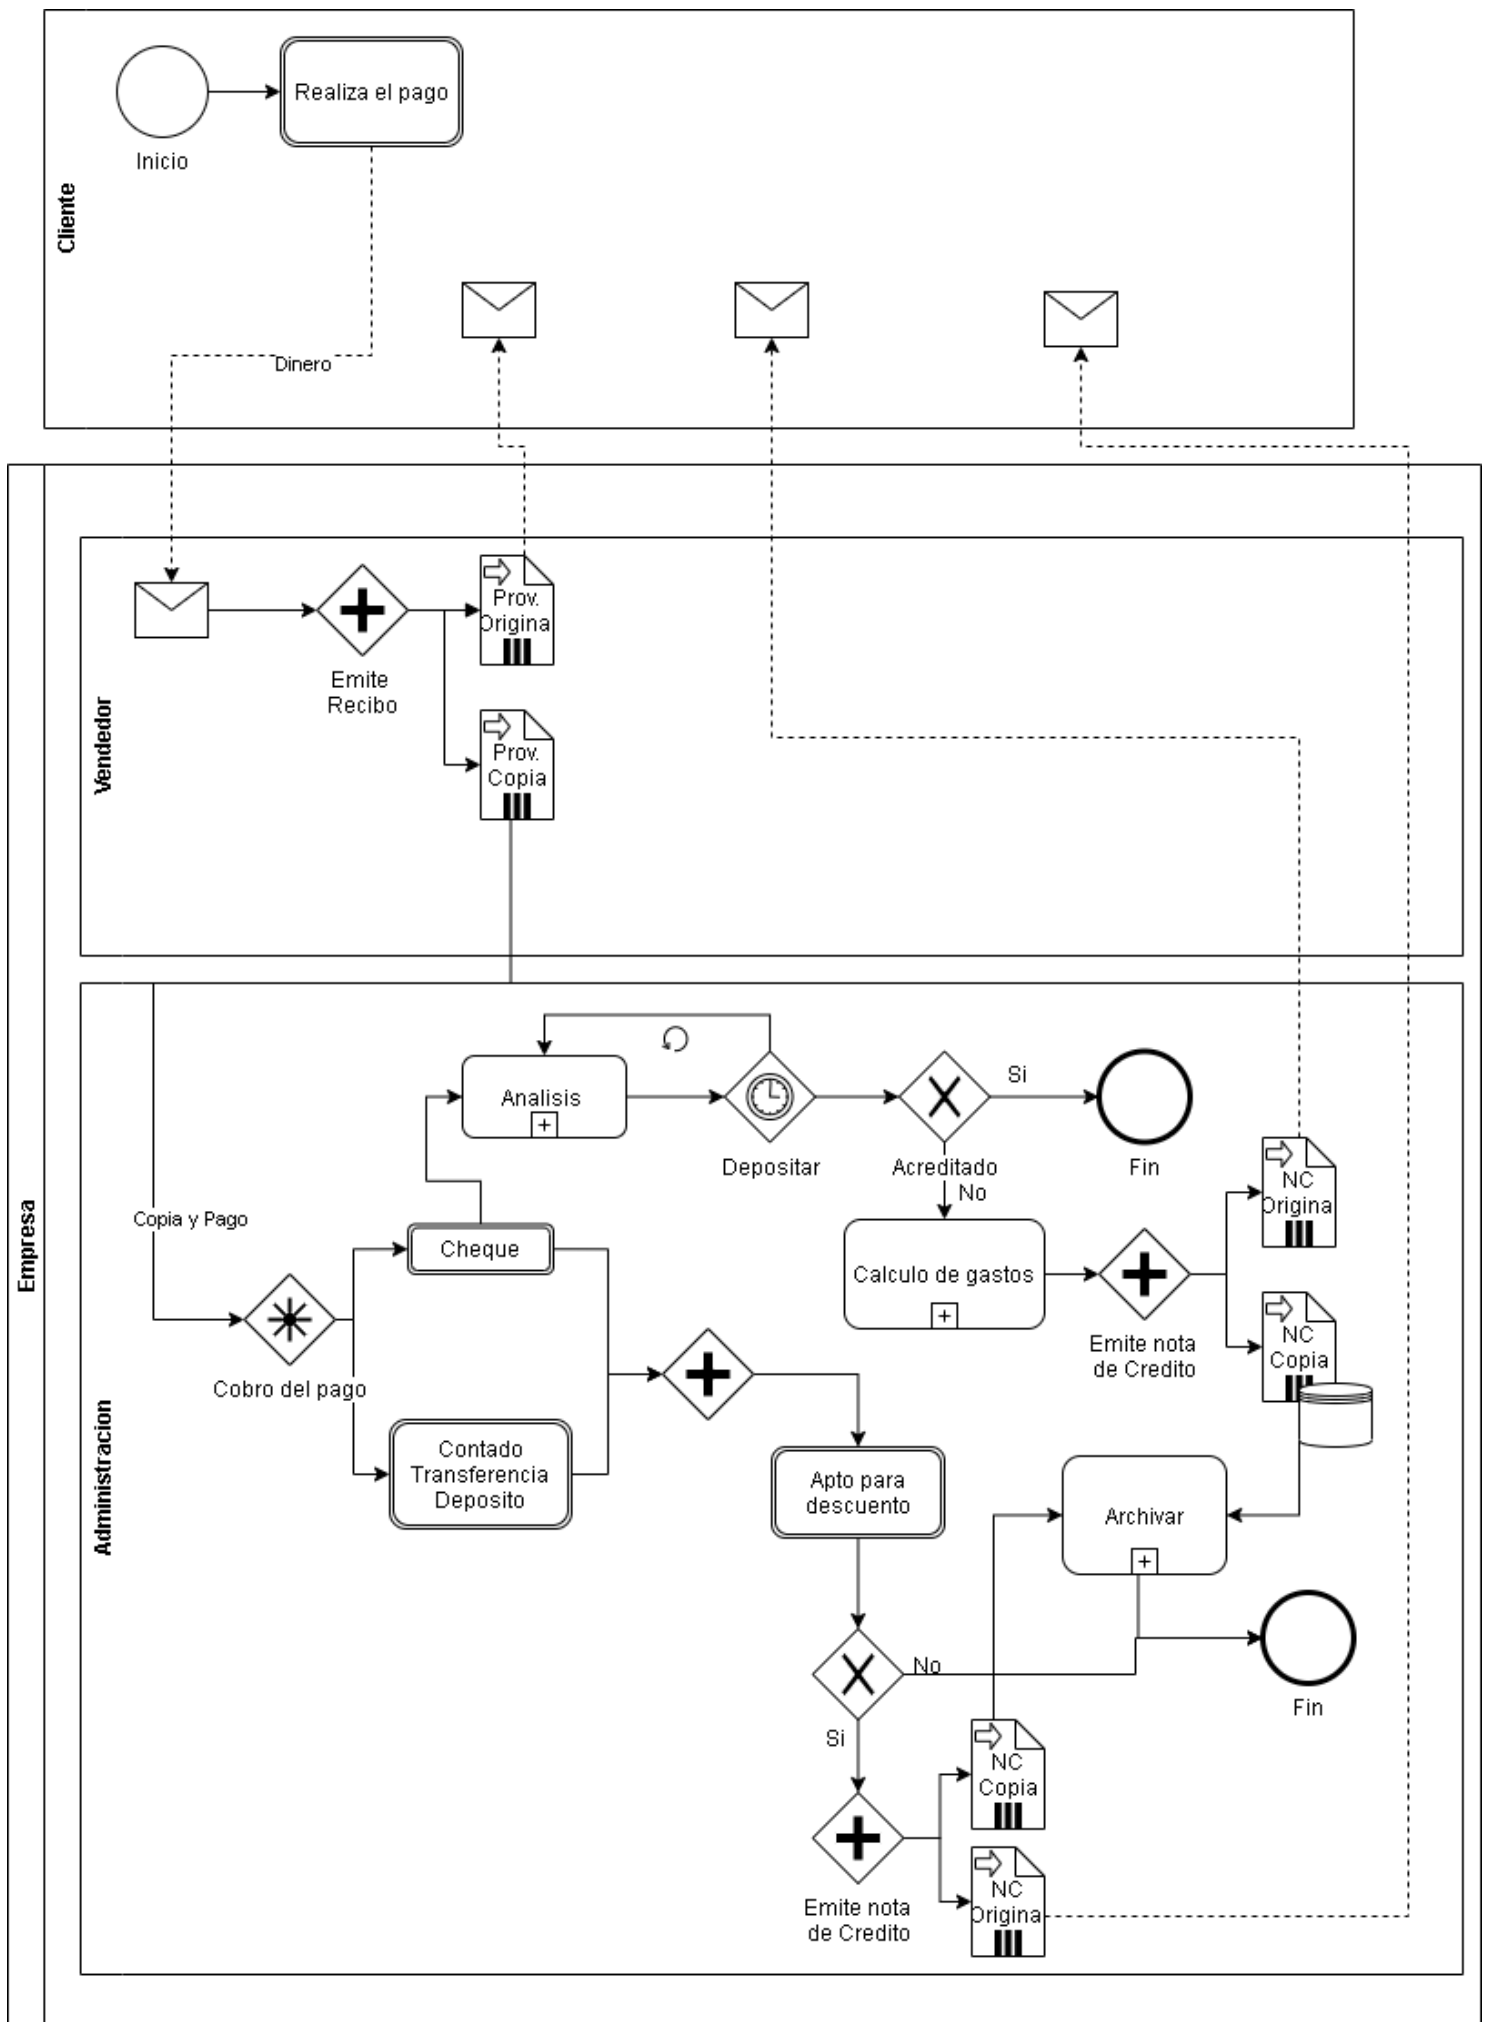 Cliente
Inicio
Realiza el pago
Dinero
Empresa
Vendedor
Emite
Recibo
Prov.
Origina
Prov.
Copia
Administracion
Copia y Pago
Cobro del pago
Cheque
Contado
Transferencia
Deposito
Analisis
Depositar
Acreditado
Si
No
Fin
Calculo de gastos
Emite nota
de Credito
NC
Origina
NC
Copia
Apto para
descuento
Archivar
No
Si
Fin
Emite nota
de Credito
NC
Copia
NC
Origina